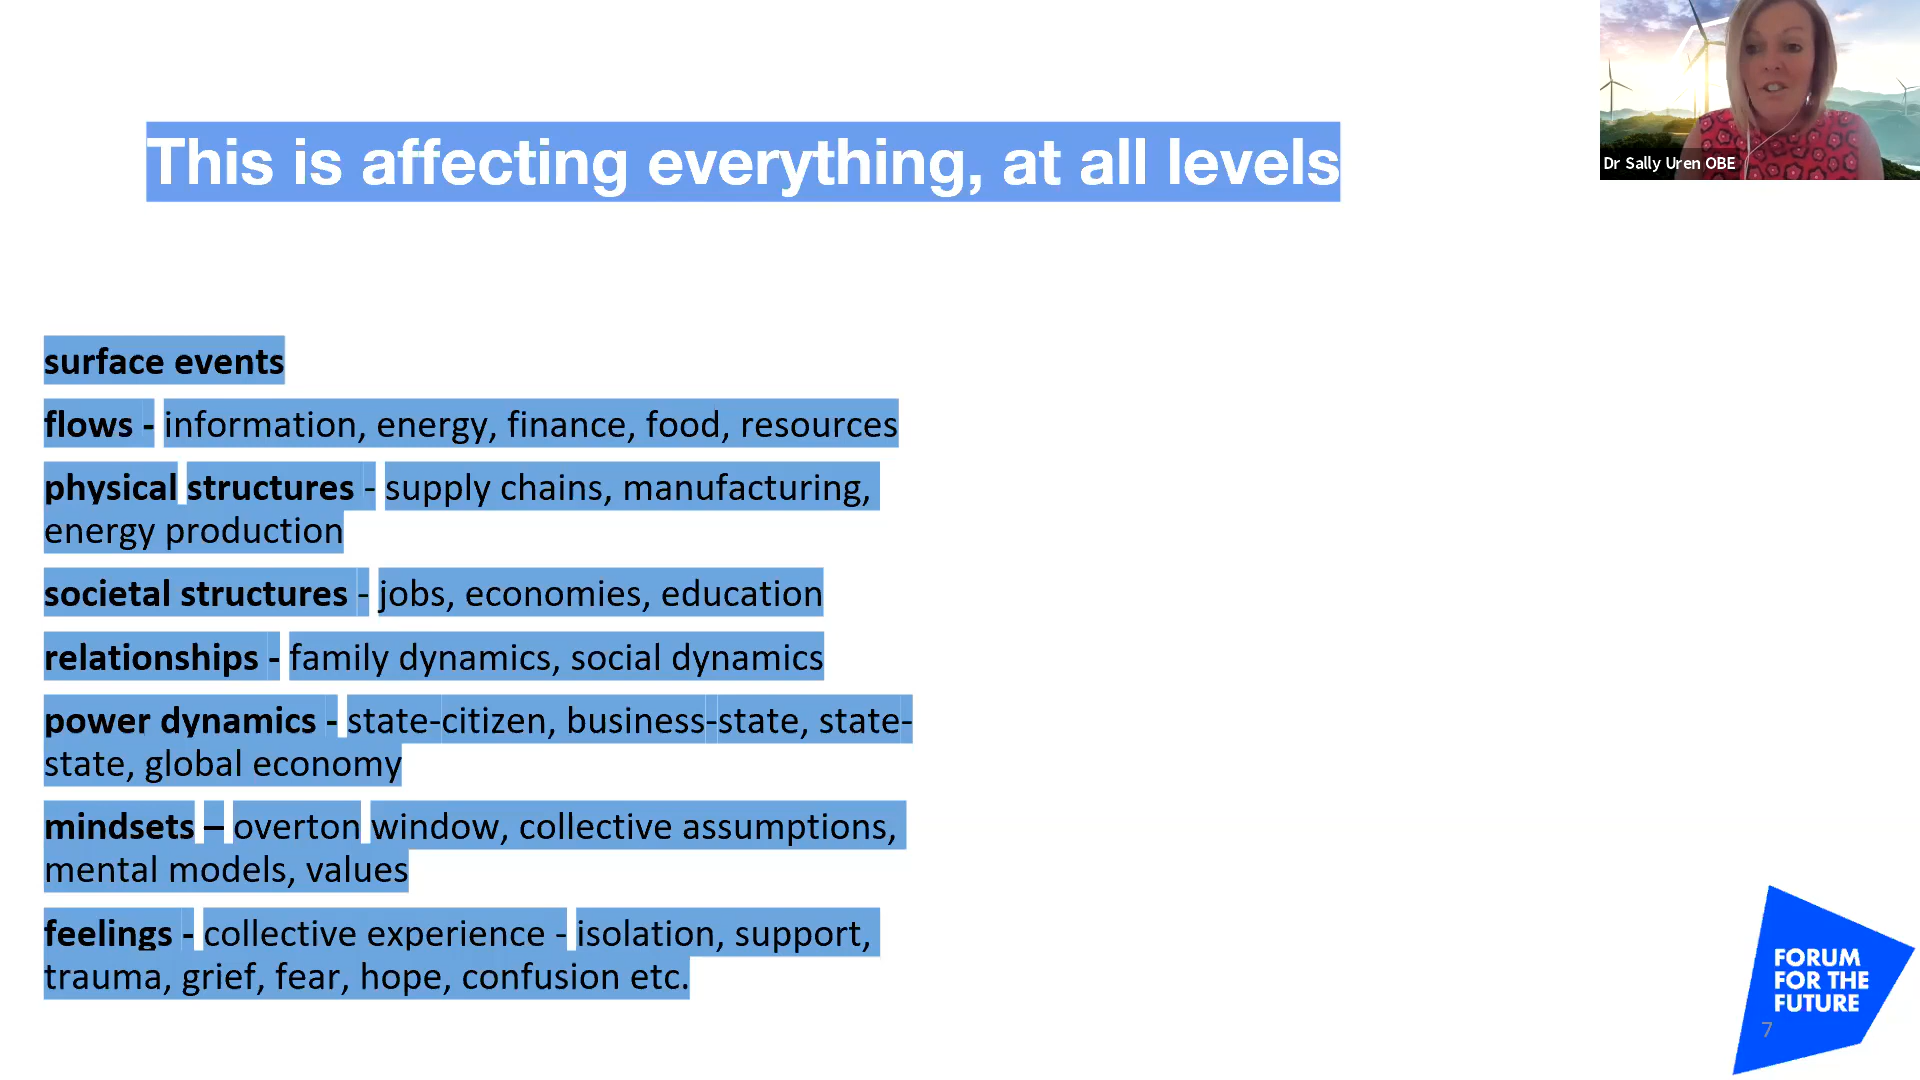 This is affecting everything, at all levels
Dr Sally Uren OBE
surface events
flows - information, energy, finance, food, resources
physical structures - supply chains, manufacturing,
energy production
societal structures - jobs, economies, education
relationships - family dynamics, social dynamics
power dynamics - state-citizen, business-state, state-
state, global economy
mindsets – overton window, collective assumptions,
mental models, values
feelings - collective experience - isolation, support,
trauma, grief, fear, hope, confusion etc.
FORUM
FOR THE
FUTURE
7